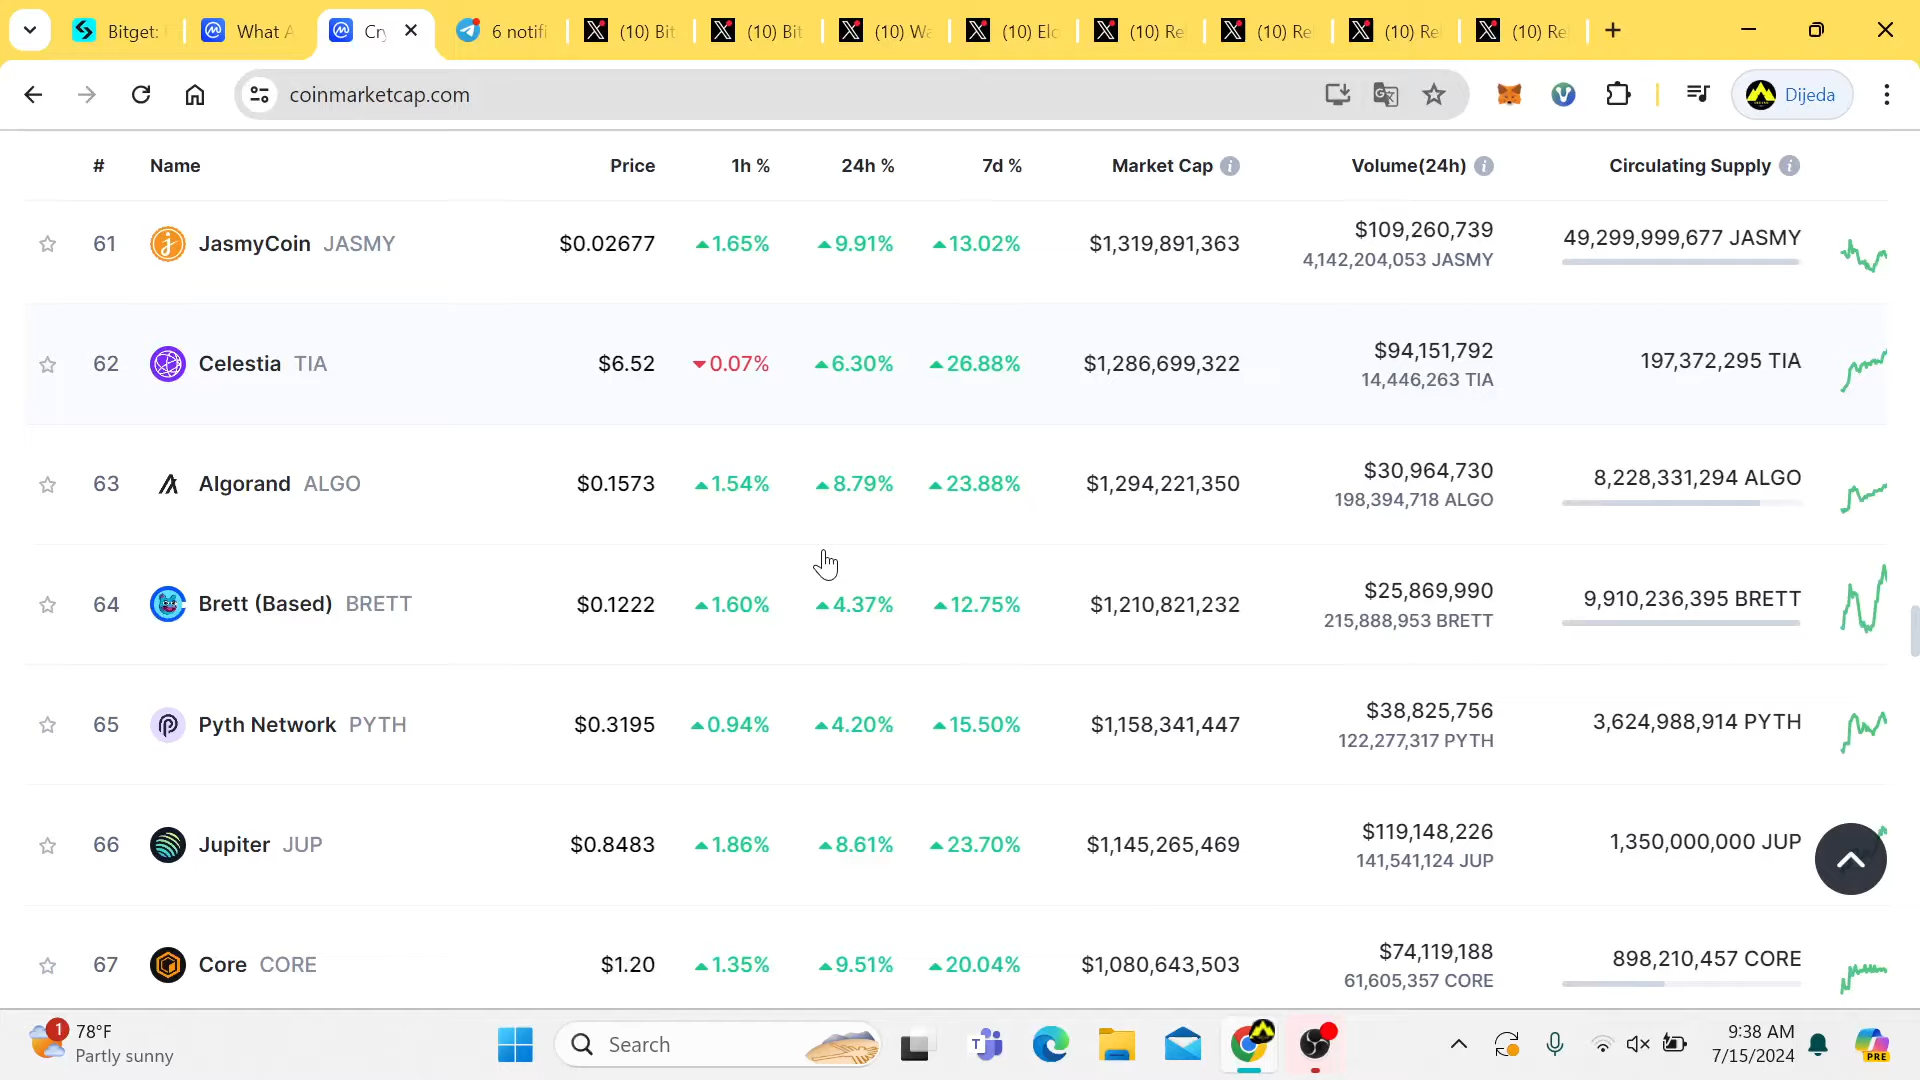 Bitget:
What A
Cry
6 notifi
(10) Bit
(10) Bit
(10) Wa
(10) Elo
(10) Re
(10) Re
(10) Re
(10) Re
coinmarketcap.com
Dijeda
# Name Price 1h % 24h % 7d % Market Cap Volume(24h) Circulating Supply
61 JasmyCoin JASMY $0.02677 1.65% 9.91% 13.02% $1,319,891,363 $109,260,739 49,299,999,677 JASMY
4,142,204,053 JASMY
62 Celestia TIA $6.52 0.07% 6.30% 26.88% $1,286,699,322 $94,151,792 197,372,295 TIA
14,446,263 TIA
63 Algorand ALGO $0.1573 1.54% 8.79% 23.88% $1,294,221,350 $30,964,730 8,228,331,294 ALGO
198,394,718 ALGO
64 Brett (Based) BRETT $0.1222 1.60% 4.37% 12.75% $1,210,821,232 $25,869,990 9,910,236,395 BRETT
215,888,953 BRETT
65 Pyth Network PYTH $0.3195 0.94% 4.20% 15.50% $1,158,341,447 $38,825,756 3,624,988,914 PYTH
122,277,317 PYTH
66 Jupiter JUP $0.8483 1.86% 8.61% 23.70% $1,145,265,469 $119,148,226 1,350,000,000 JUP
141,541,124 JUP
67 Core CORE $1.20 1.35% 9.51% 20.04% $1,080,643,503 $74,119,188 898,210,457 CORE
61,605,357 CORE
1
78°F
Partly sunny
Search
9:38 AM
7/15/2024
PRE